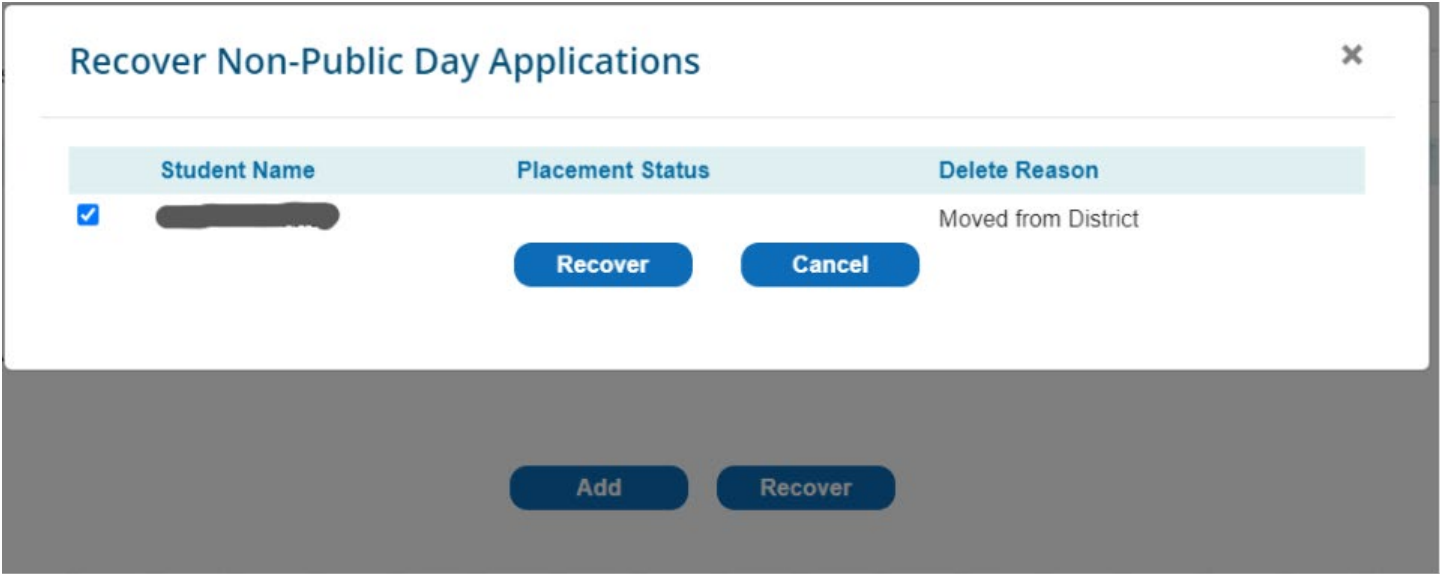 Recover Non-Public Day Applications
Student Name Placement Status Delete Reason
Moved from District
Recover Cancel
Add Recover